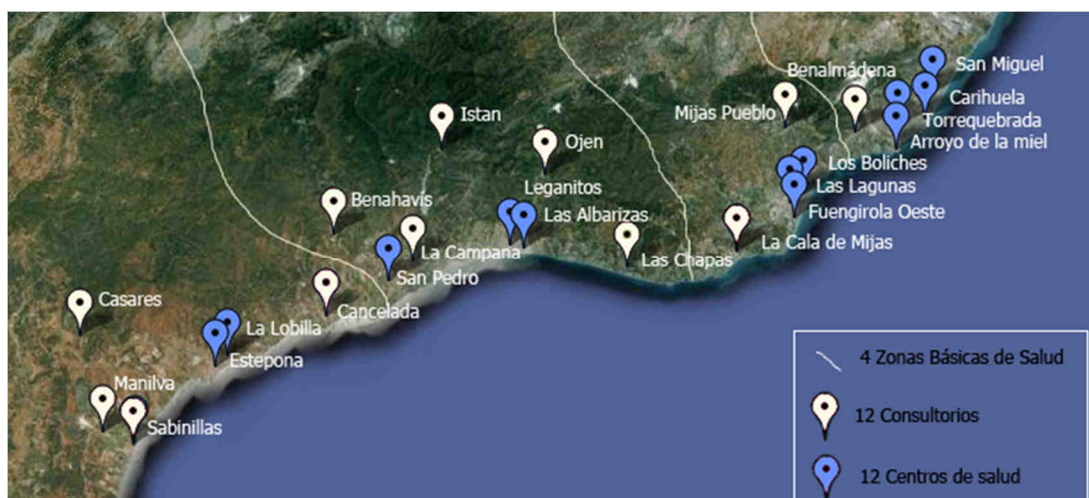 San Miguel
Benalmádena
Carihuela
Mijas Pueblo
Torrequebrada
Istan
Arroyo de la miel
Ojen
Los Boliches
Leganitos
Las Lagunas
Benahavís
Las Albarizas
Fuengirola Oeste
La Campana
La Cala de Mijas
Las Chapas
San Pedro
Casares
Cancelada
La Lobilla
Estepona
Manilva
Sabinillas
4 Zonas Básicas de Salud
12 Consultorios
12 Centros de salud